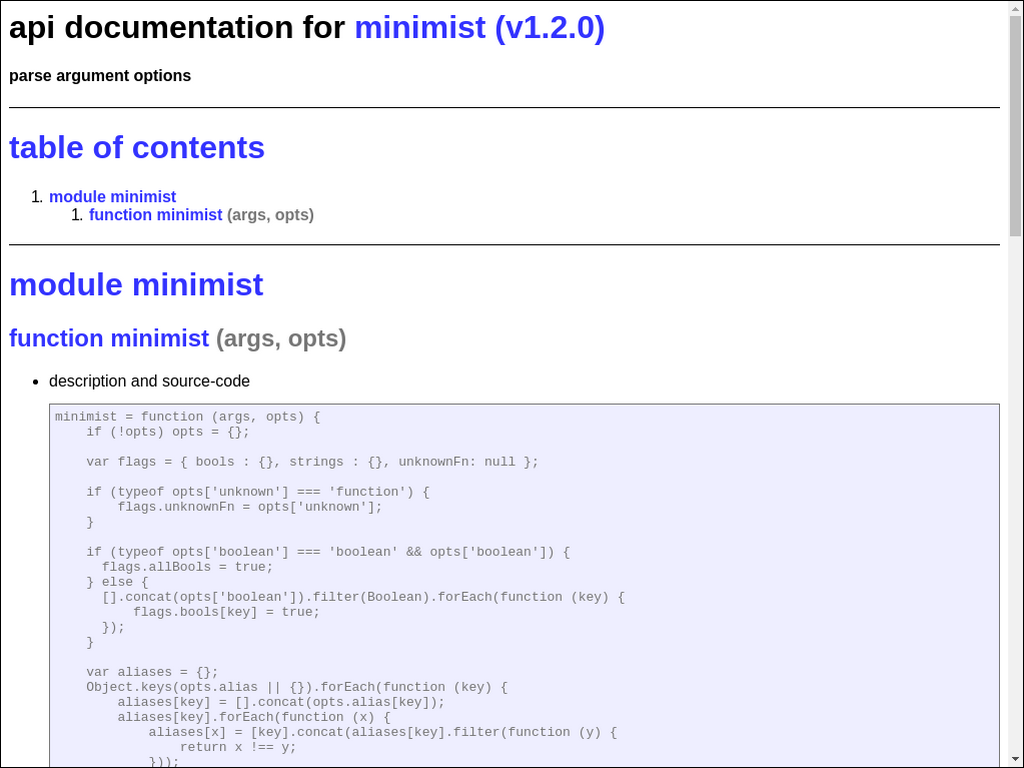 api documentation for minimist (v1.2.0)
parse argument options
table of contents
1. module minimist
1. function minimist (args, opts)
module minimist
function minimist (args, opts)
• description and source-code
minimist = function (args, opts) {
    if (!opts) opts = {};

    var flags = { bools : {}, strings : {}, unknownFn: null };

    if (typeof opts['unknown'] === 'function') {
        flags.unknownFn = opts['unknown'];
    }

    if (typeof opts['boolean'] === 'boolean' && opts['boolean']) {
      flags.allBools = true;
    } else {
      [].concat(opts['boolean']).filter(Boolean).forEach(function (key) {
          flags.bools[key] = true;
      });
    }

    var aliases = {};
    Object.keys(opts.alias || {}).forEach(function (key) {
        aliases[key] = [].concat(opts.alias[key]);
        aliases[key].forEach(function (x) {
            aliases[x] = [key].concat(aliases[key].filter(function (y) {
                return x !== y;
            }));